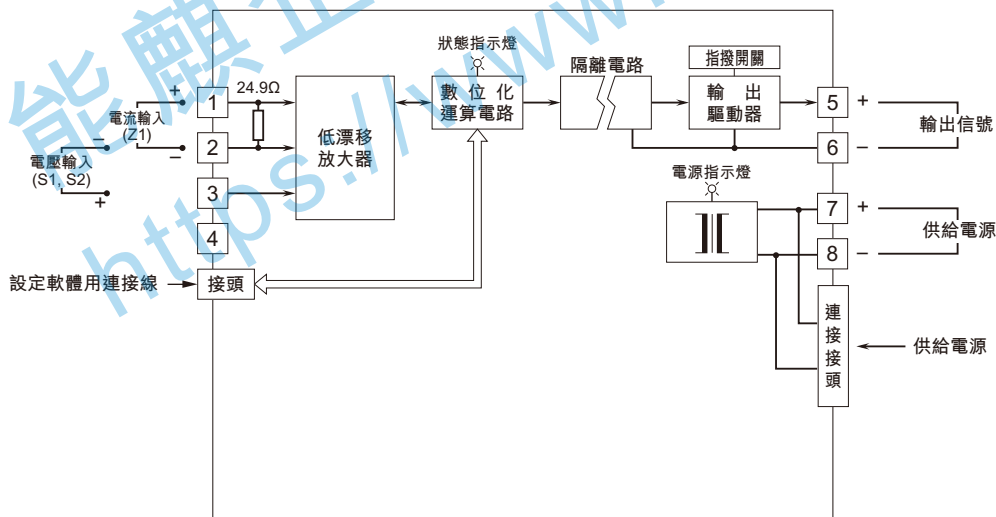 能麒企
https://www
狀態指示燈
指撥開關
隔離電路
24.9Ω
1
+
電流輸入
(Z1)
−
2
−
電壓輸入
(S1, S2)
+
3
4
低漂移
放大器
數位化
運算電路
輸出
驅動器
5
+
6
−
輸出信號
電源指示燈
7
+
8
−
供給電源
設定軟體用連接線
接頭
連
接
接
頭
供給電源